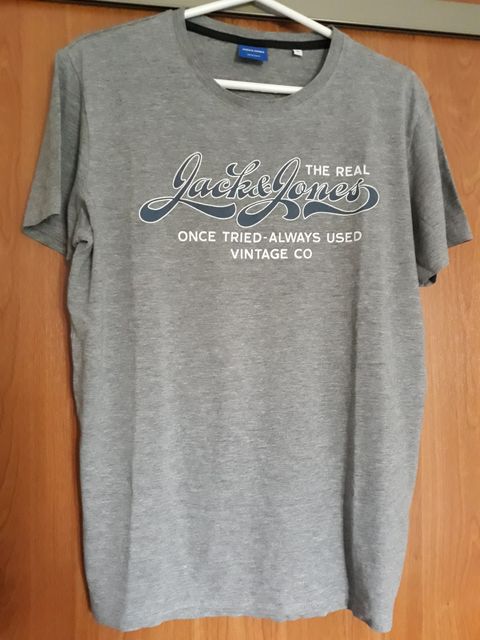 THE REAL
Jack&Jones
ONCE TRIED-ALWAYS USED
VINTAGE CO